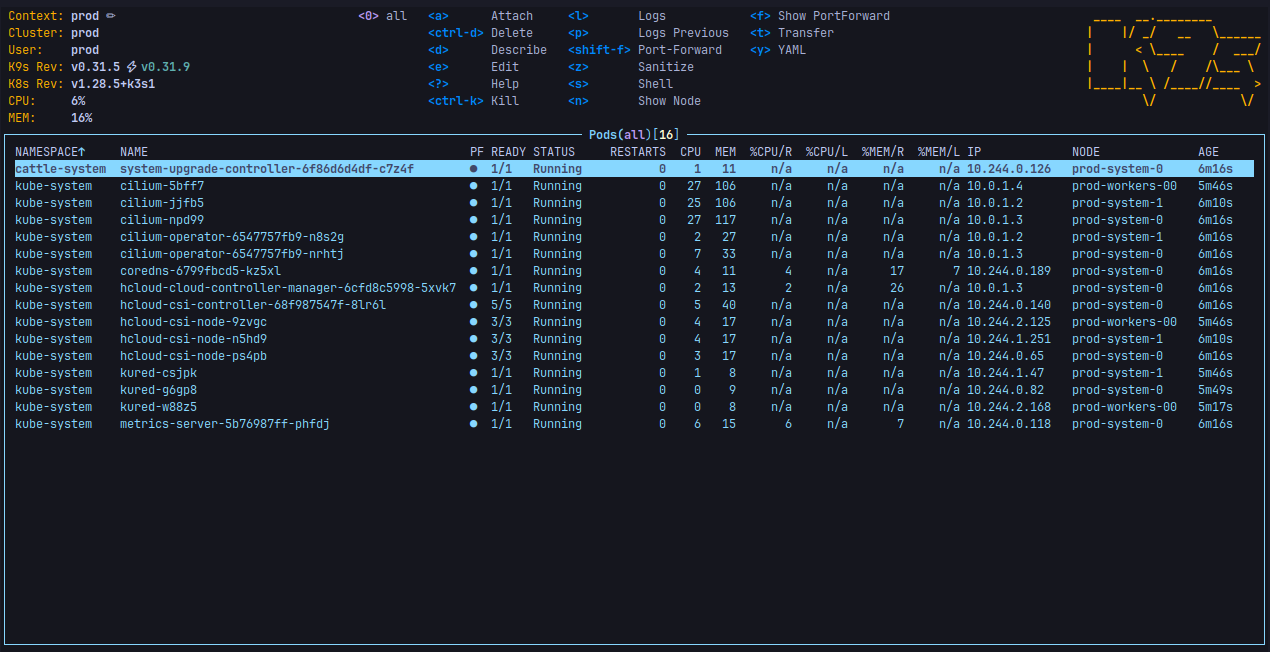 Context: prod ✏ <0> all <a> Attach <l> Logs <f> Show PortForward
Cluster: prod <ctrl-d> Delete <p> Logs Previous <t> Transfer
User: prod <d> Describe <shift-f> Port-Forward <y> YAML
K9s Rev: v0.31.5 ⚡v0.31.9 <e> Edit <z> Sanitize
K8s Rev: v1.28.5+k3s1 <?> Help <s> Shell
CPU: 6% <ctrl-k> Kill <n> Show Node
MEM: 16%
Pods(all)[16]
NAMESPACE↑ NAME PF READY STATUS RESTARTS CPU MEM %CPU/R %CPU/L %MEM/R %MEM/L IP NODE AGE
cattle-system system-upgrade-controller-6f86d6d4df-c7z4f ● 1/1 Running 0 1 11 n/a n/a n/a n/a 10.244.0.126 prod-system-0 6m16s
kube-system cilium-5bff7 ● 1/1 Running 0 27 106 n/a n/a n/a n/a 10.0.1.4 prod-workers-00 5m46s
kube-system cilium-jjfb5 ● 1/1 Running 0 25 106 n/a n/a n/a n/a 10.0.1.2 prod-system-1 6m10s
kube-system cilium-npd99 ● 1/1 Running 0 27 117 n/a n/a n/a n/a 10.0.1.3 prod-system-0 6m16s
kube-system cilium-operator-6547757fb9-n8s2g ● 1/1 Running 0 2 27 n/a n/a n/a n/a 10.0.1.2 prod-system-1 6m16s
kube-system cilium-operator-6547757fb9-nrhtj ● 1/1 Running 0 7 33 n/a n/a n/a n/a 10.0.1.3 prod-system-0 6m16s
kube-system coredns-6799fbcd5-kz5xl ● 1/1 Running 0 4 11 4 n/a 17 7 10.244.0.189 prod-system-0 6m16s
kube-system hcloud-cloud-controller-manager-6cfd8c5998-5xvk7 ● 1/1 Running 0 2 13 2 n/a 26 n/a 10.0.1.3 prod-system-0 6m16s
kube-system hcloud-csi-controller-68f987547f-8lr6l ● 5/5 Running 0 5 40 n/a n/a n/a n/a 10.244.0.140 prod-system-0 6m16s
kube-system hcloud-csi-node-9zvgc ● 3/3 Running 0 4 17 n/a n/a n/a n/a 10.244.2.125 prod-workers-00 5m46s
kube-system hcloud-csi-node-n5hd9 ● 3/3 Running 0 4 17 n/a n/a n/a n/a 10.244.1.251 prod-system-1 6m10s
kube-system hcloud-csi-node-ps4pb ● 3/3 Running 0 3 17 n/a n/a n/a n/a 10.244.0.65 prod-system-0 6m16s
kube-system kured-csjpk ● 1/1 Running 0 1 8 n/a n/a n/a n/a 10.244.1.47 prod-system-1 5m46s
kube-system kured-g6gp8 ● 1/1 Running 0 0 9 n/a n/a n/a n/a 10.244.0.82 prod-system-0 5m49s
kube-system kured-w88z5 ● 1/1 Running 0 0 8 n/a n/a n/a n/a 10.244.2.168 prod-workers-00 5m17s
kube-system metrics-server-5b76987ff-phfdj ● 1/1 Running 0 6 15 6 n/a 7 n/a 10.244.0.118 prod-system-0 6m16s